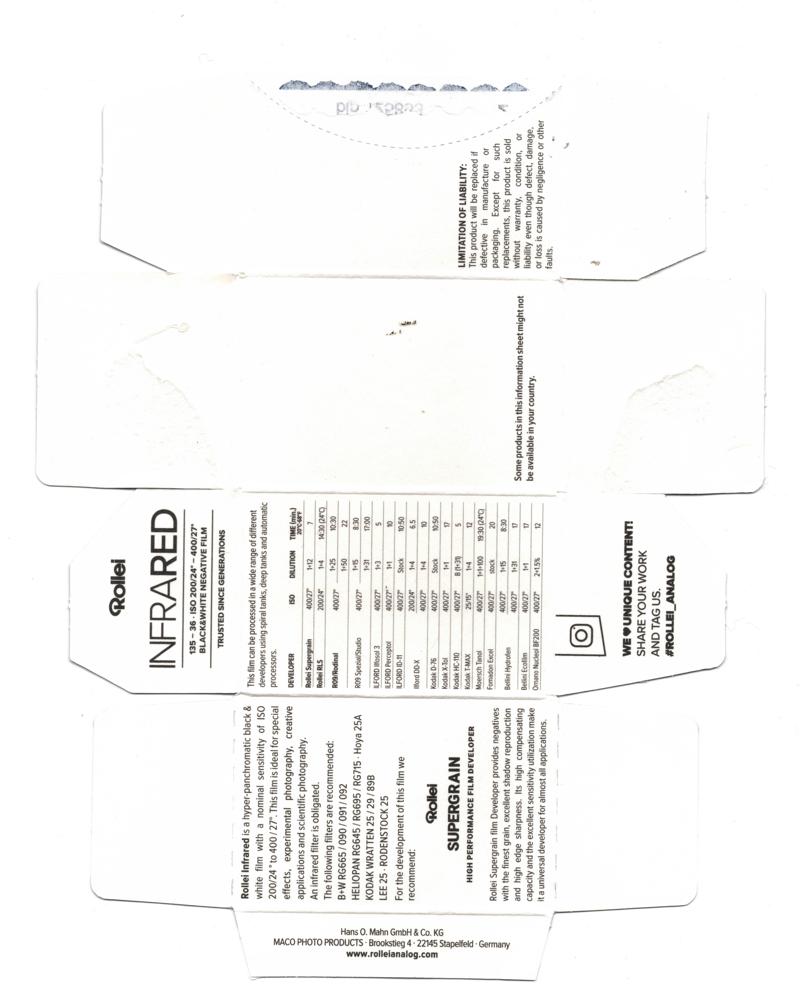 LIMITATION OF LIABILITY:
This product will be replaced if
defective in manufacture or
packaging. Except for such
replacements, this product is sold
without warranty, condition, or
liability even though defect, damage,
or loss is caused by negligence or other
faults.
Some products in this information sheet might not
be available in your country.
Rollei
INFRARED
135 – 36 · ISO 200/24° – 400/27°
BLACK&WHITE NEGATIVE FILM
TRUSTED SINCE GENERATIONS
This film can be processed in a wide range of different
developers using spiral tanks, deep tanks and automatic
processors.
DEVELOPER ISO DILUTION TIME (min.)
20°C·68°F
Rollei Supergrain 400/27° 1+12 7
Rollei RLS 200/24° 1+4 14:30 (24°C)
R09/Rodinal 400/27° 1+25 10:30
1+50 22
R09 Spezial/Studio 400/27° 1+15 8:30
1+31 17:00
ILFORD Ilfosol 3 400/27° 1+3 5
ILFORD Perceptol 400/27° 1+1 10
ILFORD ID-11 400/27° Stock 10:50
Ilford DD-X 200/24° 1+4 6.5
400/27° 1+4 10
Kodak D-76 400/27° Stock 10:50
Kodak X-Tol 400/27° 1+1 17
Kodak HC-110 400/27° B (1+31) 5
Kodak T-MAX 25/15° 1+4 12
Moersch Tanol 400/27° 1+1+100 19:30 (24°C)
Fomadon Excel 400/27° stock 20
Bellini Hydrofen 400/27° 1+15 8:30
400/27° 1+31 17
Bellini Ecofilm 400/27° 1+1 17
Ornano Nucleol BF200 400/27° 2+15% 12
WE ♥ UNIQUE CONTENT!
SHARE YOUR WORK
AND TAG US.
#ROLLEI_ANALOG
Rollei Infrared is a hyper-panchromatic black &
white film with a nominal sensitivity of ISO
200/24° to 400/27°. This film is ideal for special
effects, experimental photography, creative
applications and scientific photography.
An infrared filter is obligated.
The following filters are recommended:
B+W RG665 / 090 / 091 / 092
HELIOPAN RG645 / RG695 / RG715 · Hoya 25A
KODAK WRATTEN 25 / 29 / 89B
LEE 25 · RODENSTOCK 25
For the development of this film we
recommend:
Rollei
SUPERGRAIN
HIGH PERFORMANCE FILM DEVELOPER
Rollei Supergrain film Developer provides negatives
with the finest grain, excellent shadow reproduction
and high edge sharpness. Its high compensating
capacity and the excellent sensitivity utilization make
it a universal developer for almost all applications.
Hans O. Mahn GmbH & Co. KG
MACO PHOTO PRODUCTS · Brookstieg 4 · 22145 Stapelfeld · Germany
www.rolleianalog.com